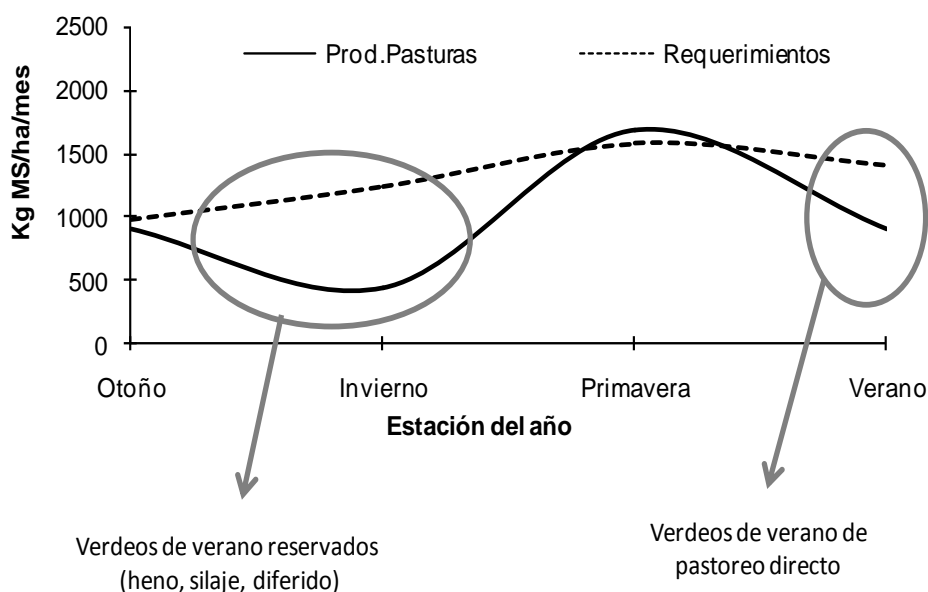 2500
Prod.Pasturas
Requerimientos
2000
1500
1000
500
0
Kg MS/ha/mes
Otoño
Invierno
Primavera
Verano
Estación del año
Verdeos de verano reservados
(heno, silaje, diferido)
Verdeos de verano de
pastoreo directo